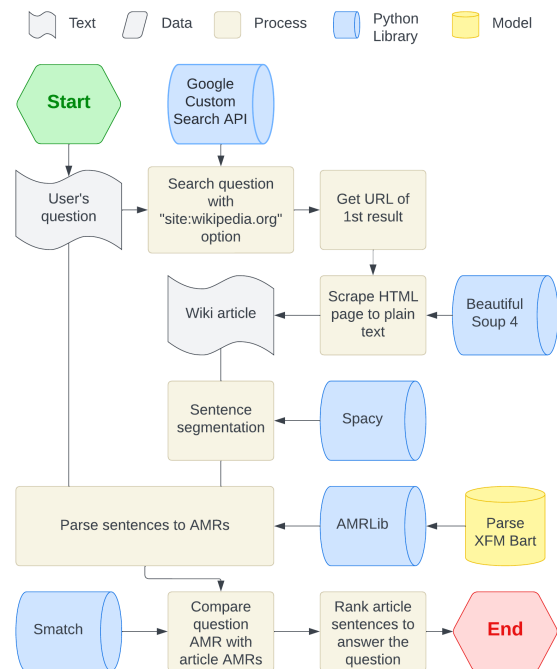 Text
Data
Process
Python
Library
Model
Start
Google
Custom
Search API
User's
question
Search question
with
"site:wikipedia.org"
option
Get URL of
1st result
Wiki article
Scrape HTML
page to plain
text
Beautiful
Soup 4
Sentence
segmentation
Spacy
Parse sentences to AMRs
AMRLib
Parse
XFM Bart
Smatch
Compare
question
AMR with
article AMRs
Rank article
sentences to
answer the
question
End